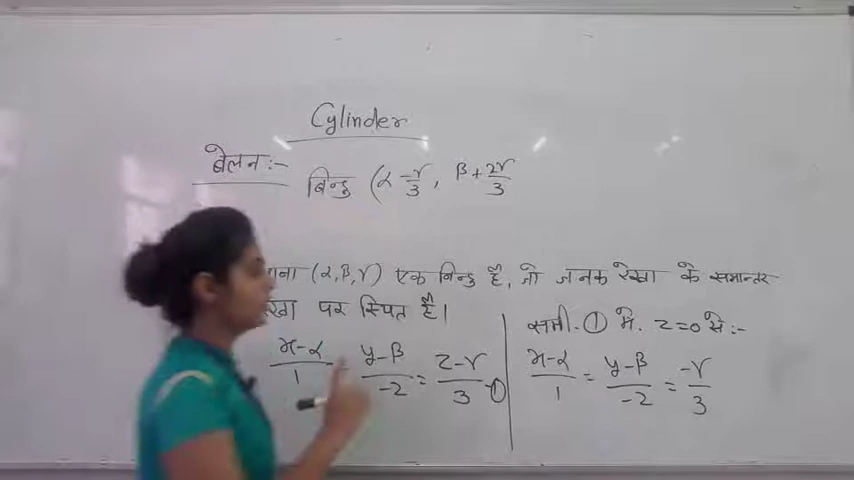 Cylinder
बेलन :-
बिन्दु (α - γ/3, β + 2γ/3
(α, β, γ) एक बिन्दु है, जो जनक रेखा के समान्तर
पर स्थित है।
x-α/1 = y-β/-2 = z-γ/3 -①
समी. ① में z=0 से :-
x-α/1 = y-β/-2 = -γ/3